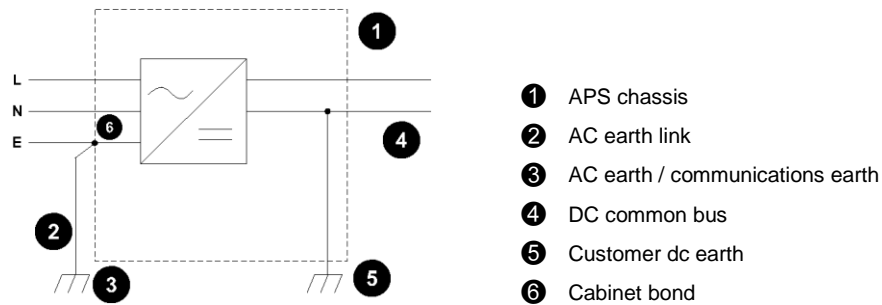 1
L
N
6
E
4
2
3
5
1 APS chassis
2 AC earth link
3 AC earth / communications earth
4 DC common bus
5 Customer dc earth
6 Cabinet bond